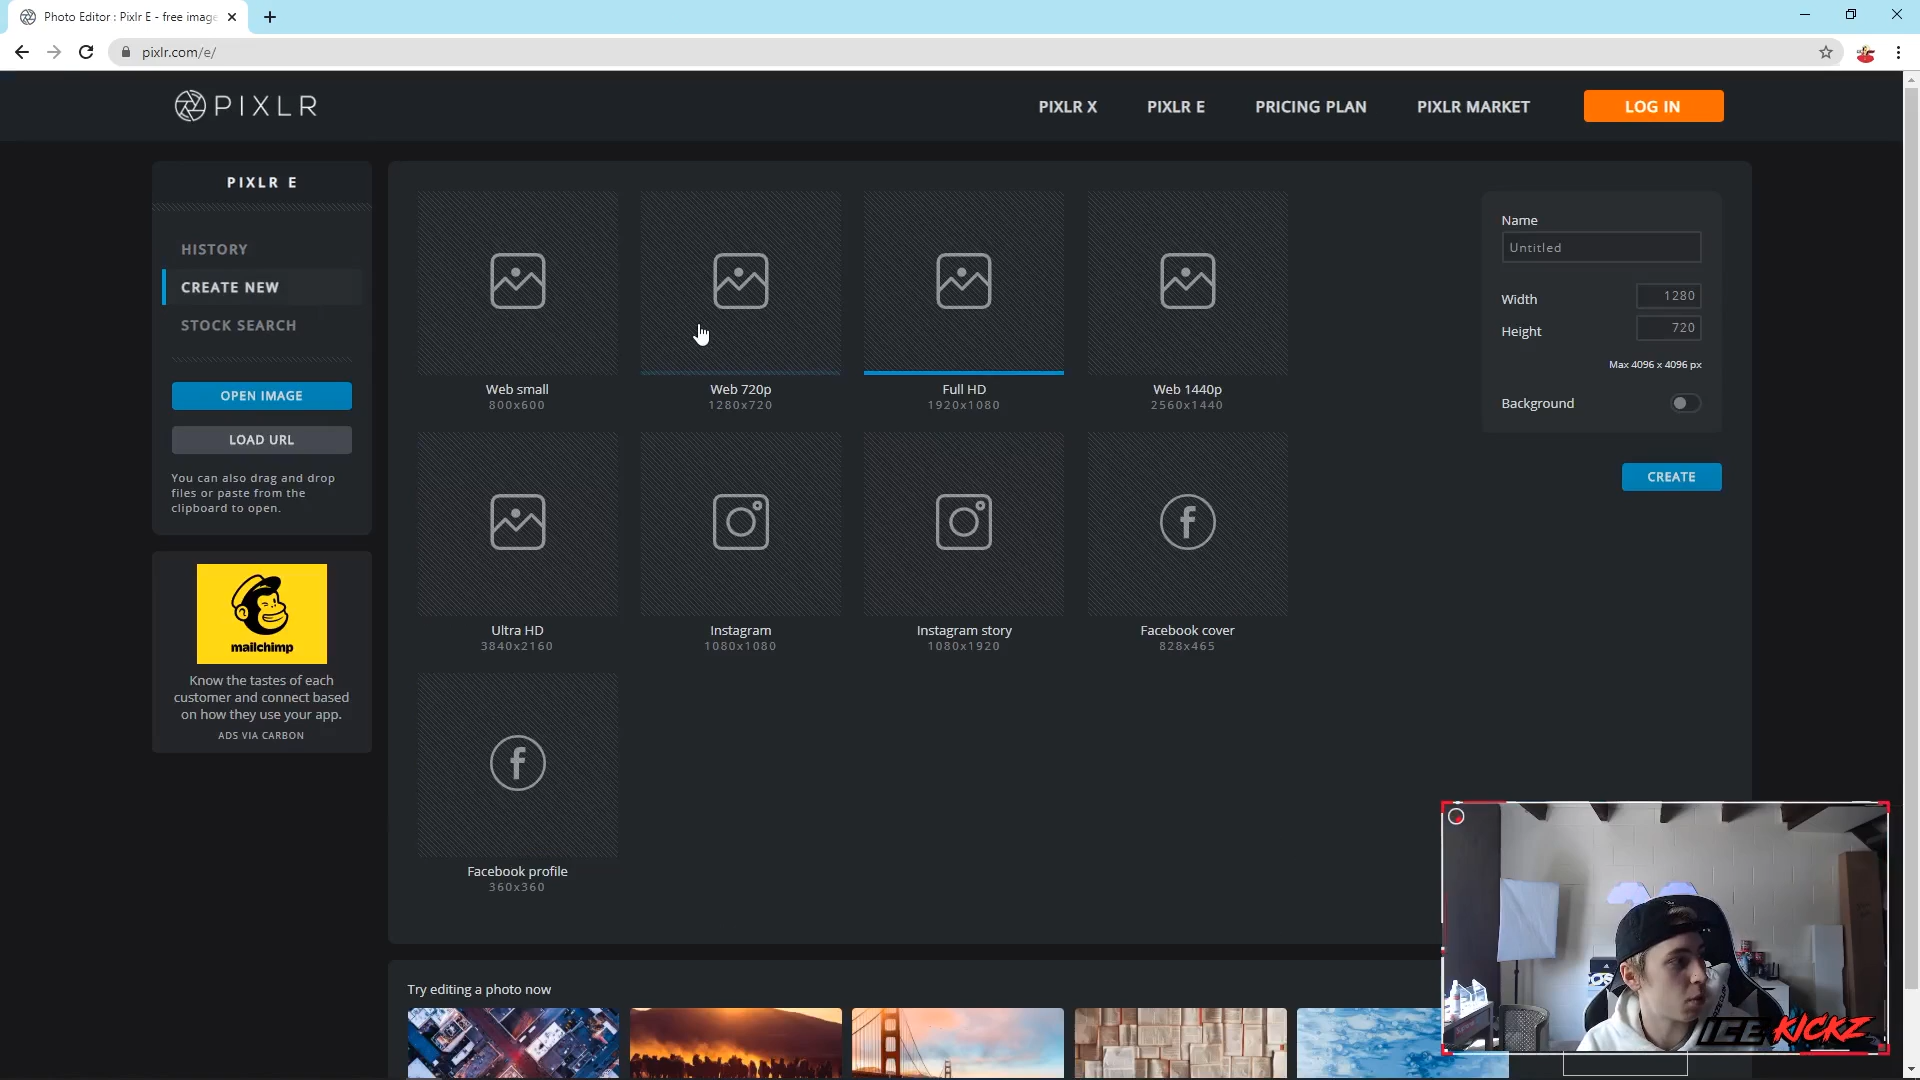 Photo Editor : Pixlr E - free image
pixlr.com/e/
PIXLR
PIXLR X
PIXLR E
PRICING PLAN
PIXLR MARKET
LOG IN
PIXLR E
HISTORY
CREATE NEW
STOCK SEARCH
OPEN IMAGE
LOAD URL
You can also drag and drop
files or paste from the
clipboard to open.
mailchimp
Know the tastes of each
customer and connect based
on how they use your app.
ADS VIA CARBON
Web small
800x600
Web 720p
1280x720
Full HD
1920x1080
Web 1440p
2560x1440
Ultra HD
3840x2160
Instagram
1080x1080
Instagram story
1080x1920
Facebook cover
828x465
Facebook profile
360x360
Name
Untitled
Width
1280
Height
720
Max 4096 x 4096 px
Background
CREATE
Try editing a photo now
ICE KICKZ